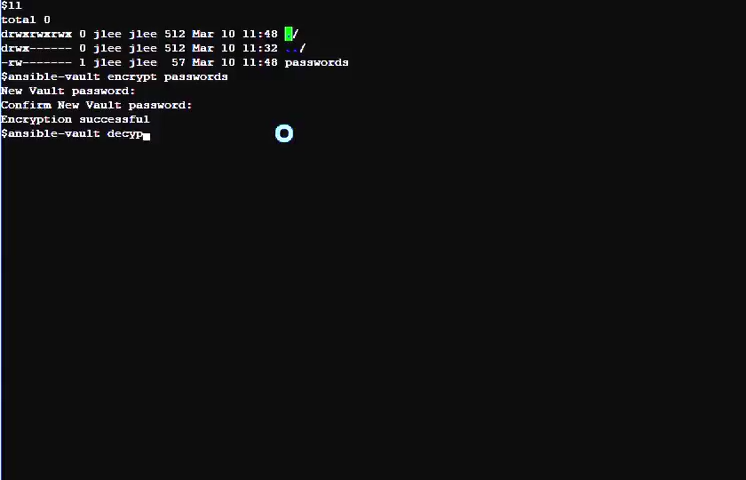 $ll
total 0
drwxrwxrwx 0 jlee jlee 512 Mar 10 11:48 ./
drwx------ 0 jlee jlee 512 Mar 10 11:32 ../
-rw------- 1 jlee jlee  57 Mar 10 11:48 passwords
$ansible-vault encrypt passwords
New Vault password:
Confirm New Vault password:
Encryption successful
$ansible-vault decyp